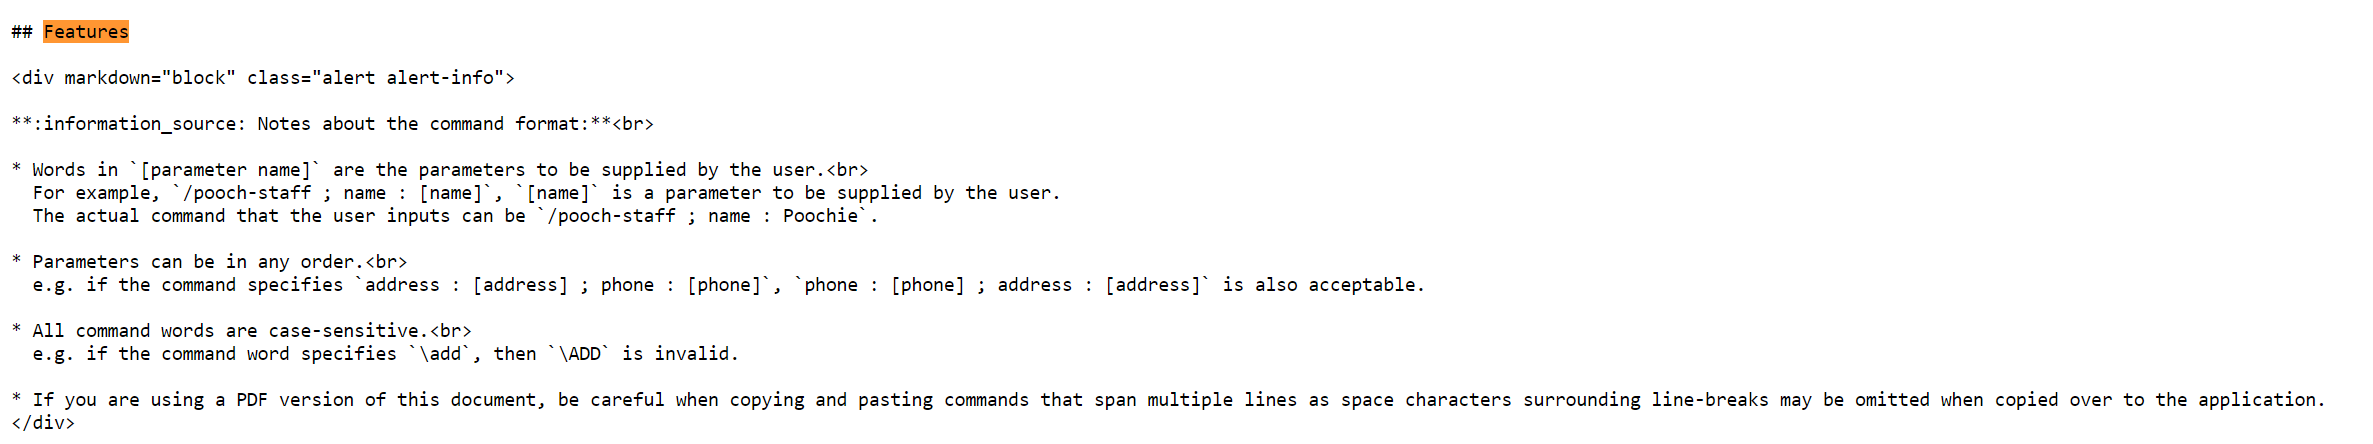 ## Features
<div markdown="block" class="alert alert-info">
**:information_source: Notes about the command format:**<br>
* Words in `[parameter name]` are the parameters to be supplied by the user.<br>
For example, `/pooch-staff ; name : [name]`, `[name]` is a parameter to be supplied by the user.
The actual command that the user inputs can be `/pooch-staff ; name : Poochie`.
* Parameters can be in any order.<br>
e.g. if the command specifies `address : [address] ; phone : [phone]`, `phone : [phone] ; address : [address]` is also acceptable.
* All command words are case-sensitive.<br>
e.g. if the command word specifies `\add`, then `\ADD` is invalid.
* If you are using a PDF version of this document, be careful when copying and pasting commands that span multiple lines as space characters surrounding line-breaks may be omitted when copied over to the application.
</div>